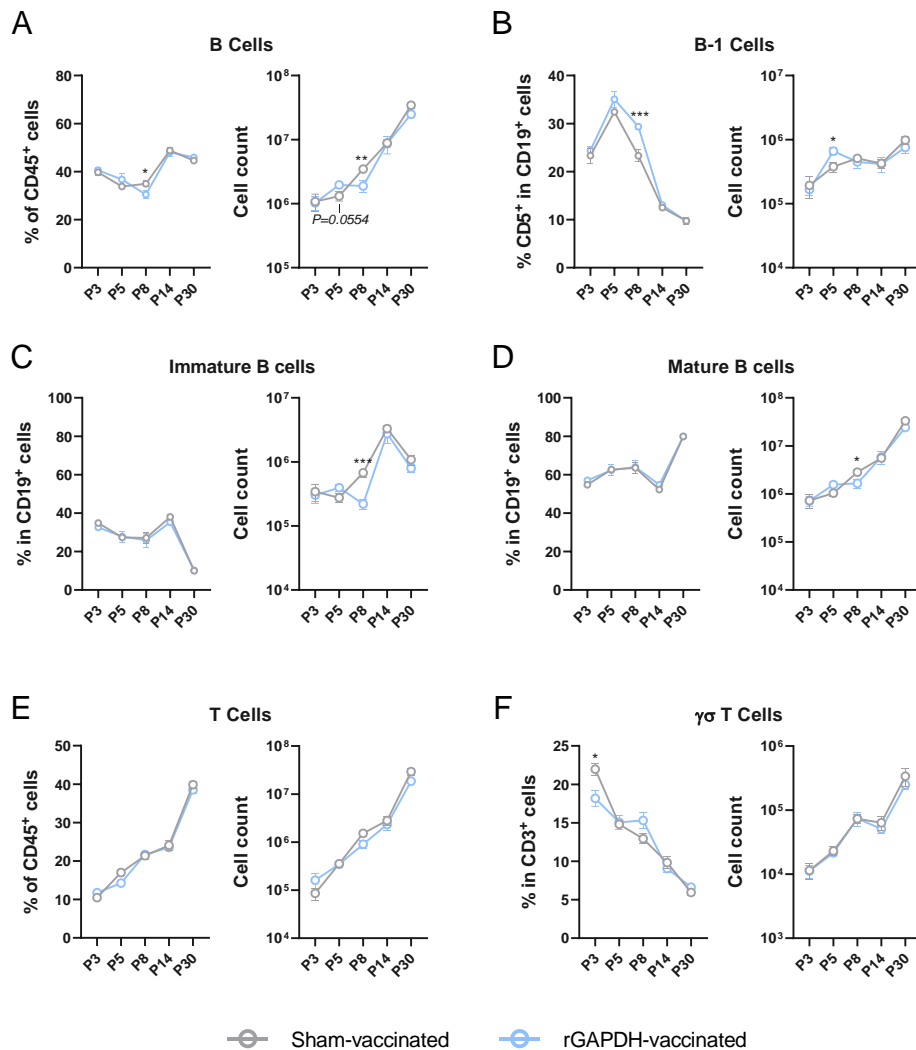 A
B Cells
% of CD45⁺ cells
80
60
40
20
0
*
P3 P5 P8 P14 P30
Cell count
10⁸
10⁷
10⁶
10⁵
**
P=0.0554
P3 P5 P8 P14 P30
B
B-1 Cells
% CD5⁺ in CD19⁺ cells
40
30
20
10
0
***
P3 P5 P8 P14 P30
Cell count
10⁷
10⁶
10⁵
10⁴
*
P3 P5 P8 P14 P30
C
Immature B cells
% in CD19⁺ cells
100
80
60
40
20
0
P3 P5 P8 P14 P30
Cell count
10⁷
10⁶
10⁵
10⁴
***
P3 P5 P8 P14 P30
D
Mature B cells
% in CD19⁺ cells
100
80
60
40
20
0
P3 P5 P8 P14 P30
Cell count
10⁸
10⁷
10⁶
10⁵
10⁴
*
P3 P5 P8 P14 P30
E
T Cells
% of CD45⁺ cells
50
40
30
20
10
0
P3 P5 P8 P14 P30
Cell count
10⁸
10⁷
10⁶
10⁵
10⁴
P3 P5 P8 P14 P30
F
γσ T Cells
% in CD3⁺ cells
25
20
15
10
5
0
*
P3 P5 P8 P14 P30
Cell count
10⁶
10⁵
10⁴
10³
P3 P5 P8 P14 P30
Sham-vaccinated
rGAPDH-vaccinated